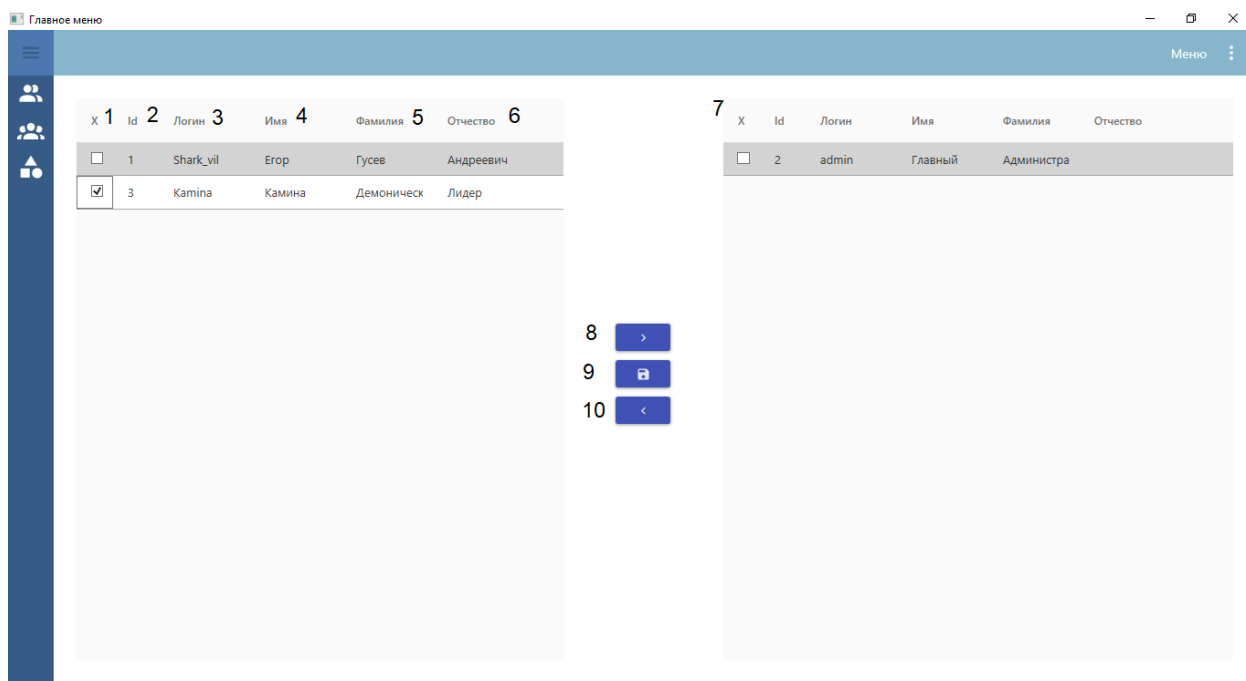 Главное меню
Меню
X 1 Id 2 Логин 3 Имя 4 Фамилия 5 Отчество 6
1 Shark_vil Егор Гусев Андреевич
3 Kamina Камина Демоническ Лидер
7 X Id Логин Имя Фамилия Отчество
2 admin Главный Администра
8 >
9
10 <